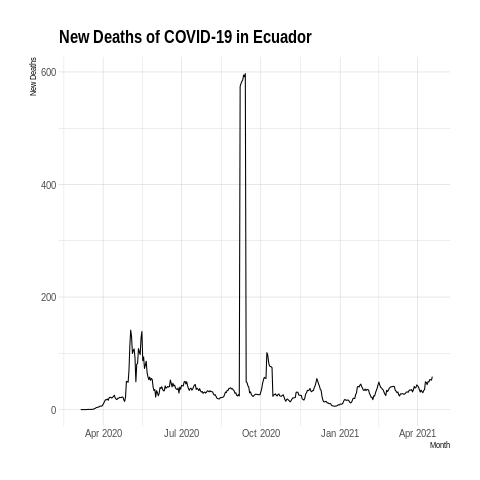 New Deaths of COVID-19 in Ecuador
New Deaths
600
400
200
0
Apr 2020 Jul 2020 Oct 2020 Jan 2021 Apr 2021
Month